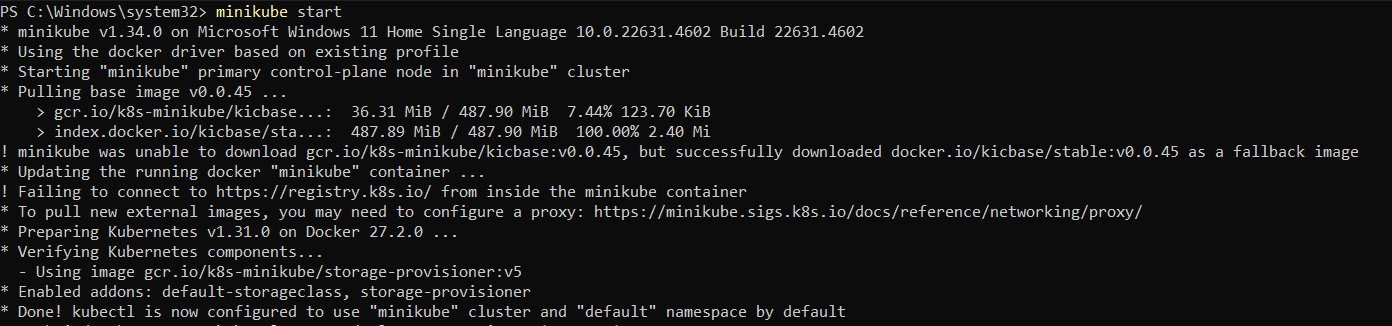 PS C:\Windows\system32> minikube start
* minikube v1.34.0 on Microsoft Windows 11 Home Single Language 10.0.22631.4602 Build 22631.4602
* Using the docker driver based on existing profile
* Starting "minikube" primary control-plane node in "minikube" cluster
* Pulling base image v0.0.45 ...
    > gcr.io/k8s-minikube/kicbase...:  36.31 MiB / 487.90 MiB  7.44% 123.70 KiB
    > index.docker.io/kicbase/sta...:  487.89 MiB / 487.90 MiB  100.00% 2.40 Mi
! minikube was unable to download gcr.io/k8s-minikube/kicbase:v0.0.45, but successfully downloaded docker.io/kicbase/stable:v0.0.45 as a fallback image
* Updating the running docker "minikube" container ...
! Failing to connect to https://registry.k8s.io/ from inside the minikube container
* To pull new external images, you may need to configure a proxy: https://minikube.sigs.k8s.io/docs/reference/networking/proxy/
* Preparing Kubernetes v1.31.0 on Docker 27.2.0 ...
* Verifying Kubernetes components...
  - Using image gcr.io/k8s-minikube/storage-provisioner:v5
* Enabled addons: default-storageclass, storage-provisioner
* Done! kubectl is now configured to use "minikube" cluster and "default" namespace by default